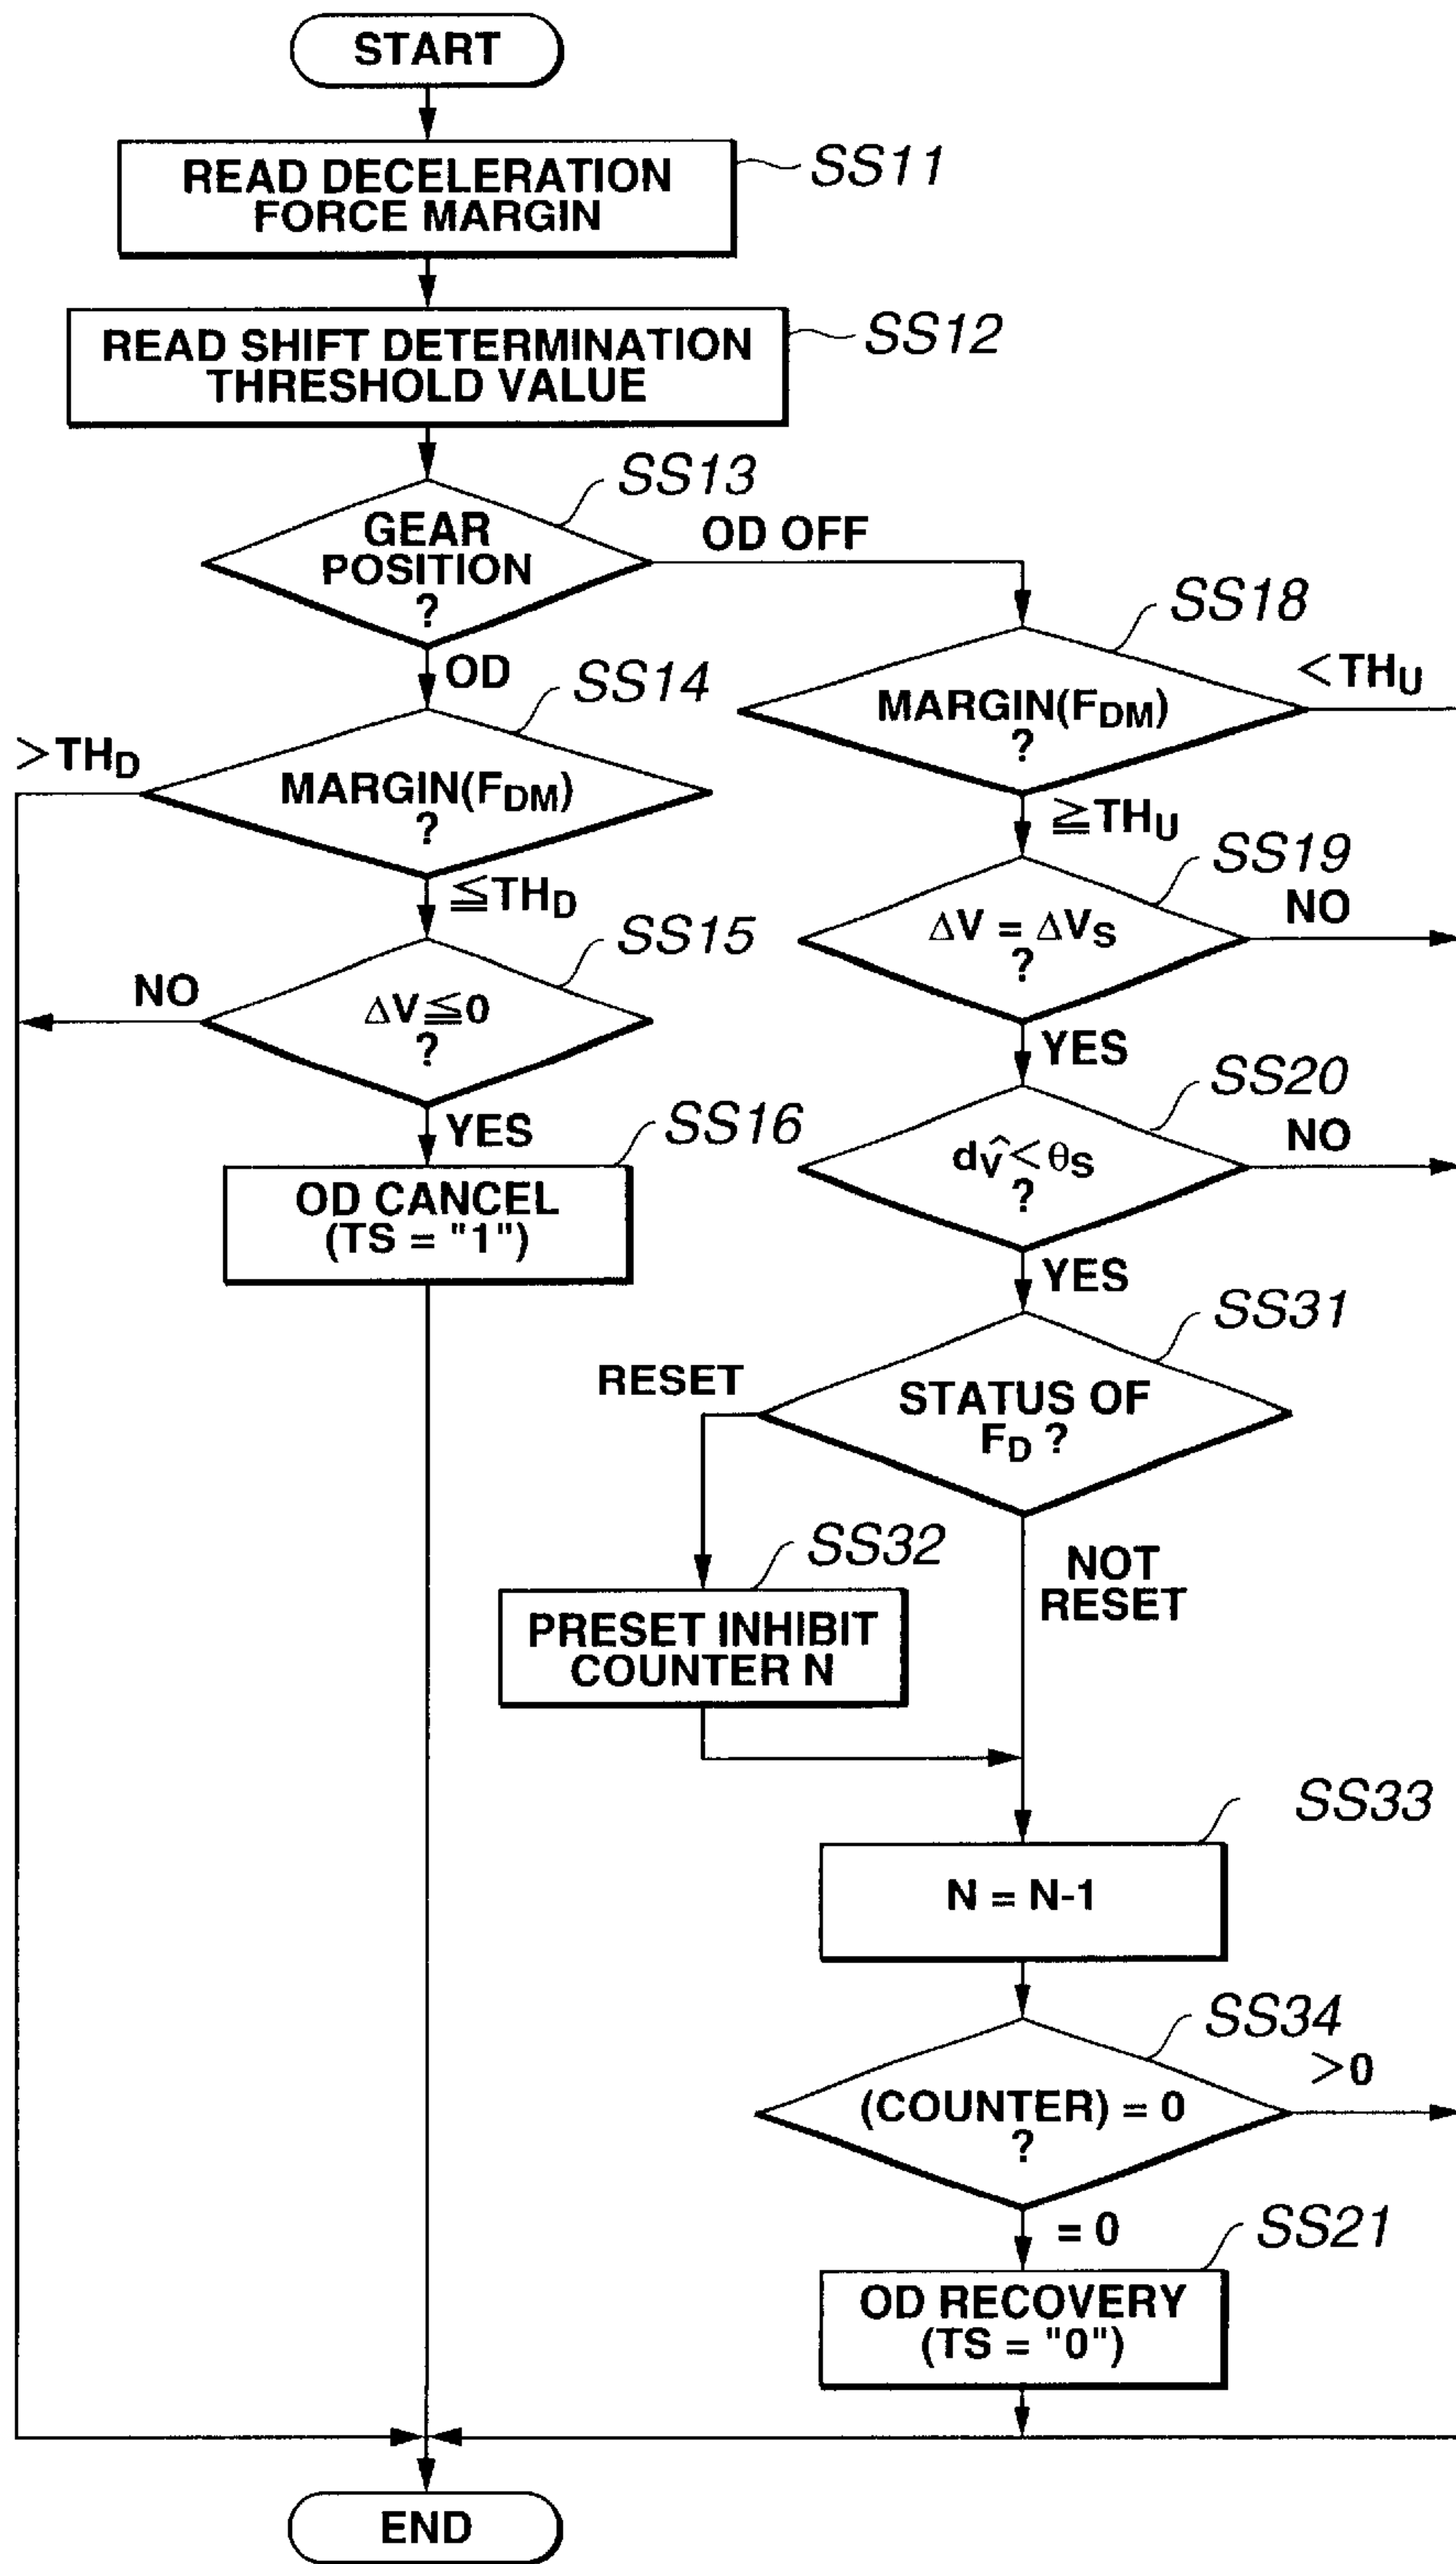 START
READ DECELERATION
FORCE MARGIN
SS11
READ SHIFT DETERMINATION
THRESHOLD VALUE
SS12
GEAR
POSITION
?
SS13
OD OFF
OD
MARGIN(FDM)
?
SS14
>THD
≦THD
ΔV≦0
?
SS15
NO
YES
OD CANCEL
(TS = "1")
SS16
MARGIN(FDM)
?
SS18
<THU
≧THU
ΔV = ΔVS
?
SS19
NO
YES
dv̂<θS
?
SS20
NO
YES
STATUS OF
FD ?
SS31
RESET
NOT
RESET
PRESET INHIBIT
COUNTER N
SS32
N = N-1
SS33
(COUNTER) = 0
?
SS34
>0
= 0
OD RECOVERY
(TS = "0")
SS21
END